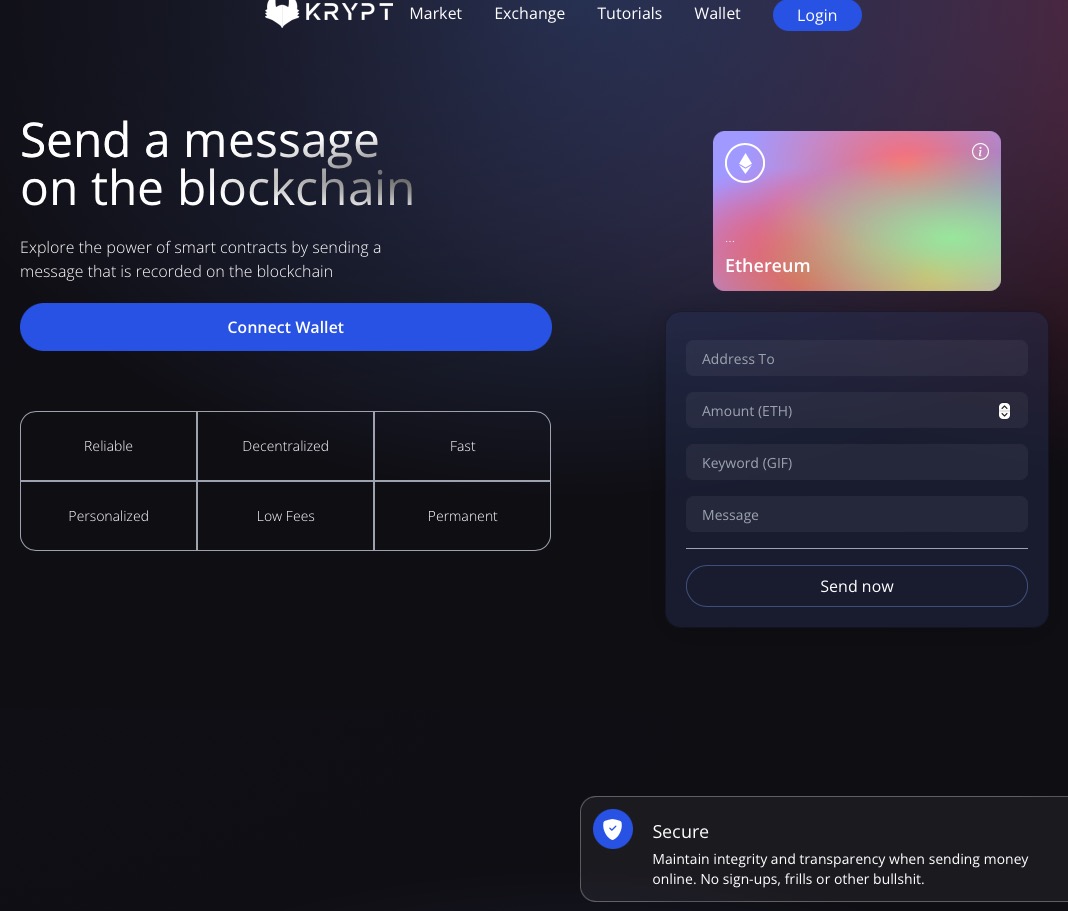 KRYPT
Market Exchange Tutorials Wallet Login
Send a message
on the blockchain
Explore the power of smart contracts by sending a
message that is recorded on the blockchain
Connect Wallet
Reliable Decentralized Fast
Personalized Low Fees Permanent
...
Ethereum
Address To
Amount (ETH)
Keyword (GIF)
Message
Send now
Secure
Maintain integrity and transparency when sending money
online. No sign-ups, frills or other bullshit.